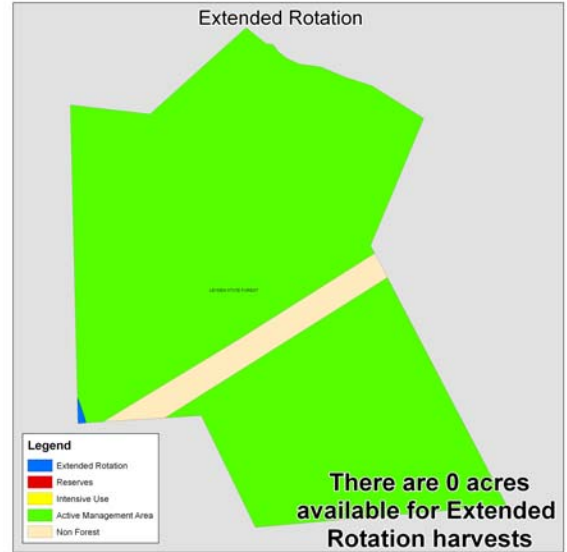 Extended Rotation
Legend
Extended Rotation
Reserves
Intensive Use
Active Management Area
Non Forest
There are 0 acres
available for Extended
Rotation harvests